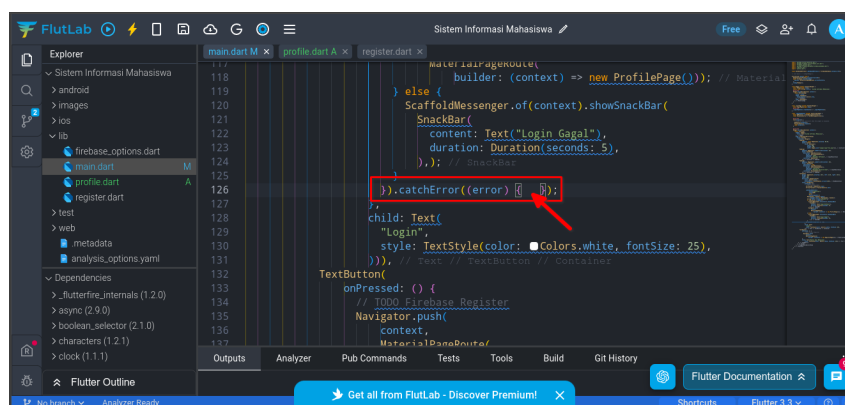 FlutLab
Sistem Informasi Mahasiswa
Free
A
Explorer
main.dart M ×
profile.dart A ×
register.dart ×
Sistem Informasi Mahasiswa
android
images
ios
lib
firebase_options.dart
main.dart M
profile.dart A
register.dart
test
web
.metadata
analysis_options.yaml
Dependencies
_flutterfire_internals (1.2.0)
async (2.9.0)
boolean_selector (2.1.0)
characters (1.2.1)
clock (1.1.1)
Flutter Outline
2
117 MaterialPageRoute(
118 builder: (context) => new ProfilePage())); // Material
119 } else {
120 ScaffoldMessenger.of(context).showSnackBar(
121 SnackBar(
122 content: Text("Login Gagal"),
123 duration: Duration(seconds: 5),
124 ),); // SnackBar
125 }
126 }).catchError((error) { });
127 },
128 child: Text(
129 "Login",
130 style: TextStyle(color: Colors.white, fontSize: 25),
131 ))), // Text // TextButton // Container
132 TextButton(
133 onPressed: () {
134 // TODO Firebase Register
135 Navigator.push(
136 context,
137 MaterialPageRoute(
Outputs
Analyzer
Pub Commands
Tests
Tools
Build
Git History
Flutter Documentation
Get all from FlutLab - Discover Premium! ×
No branch
Analyzer Ready
Shortcuts
Flutter 3.3